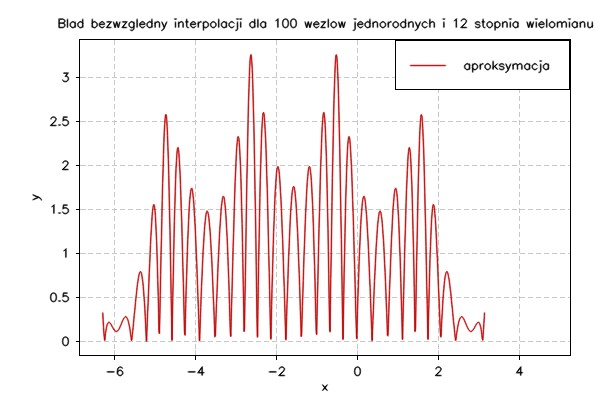 Blad bezwzgledny interpolacji dla 100 wezlow jednorodnych i 12 stopnia wielomianu
aproksymacja
3
2.5
2
1.5
1
0.5
0
y
−6 −4 −2 0 2 4
x